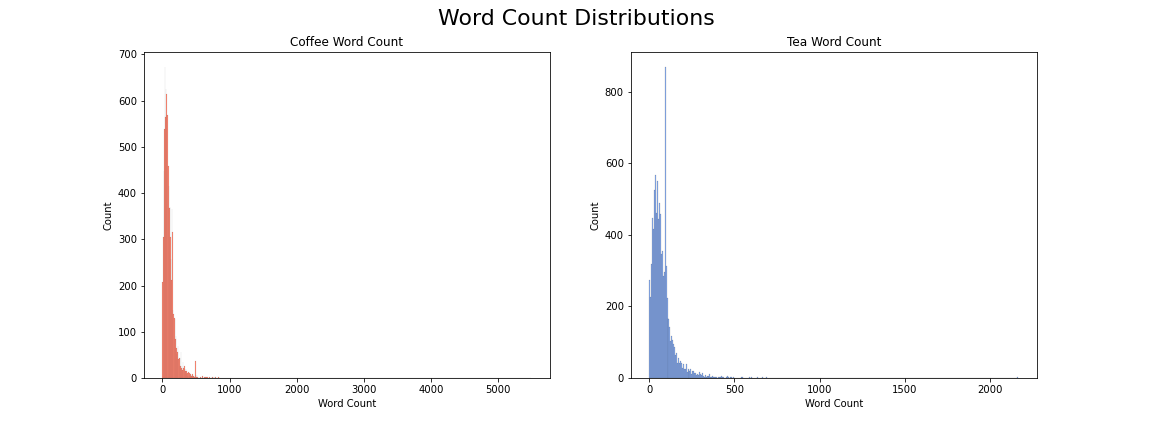 Word Count Distributions
Coffee Word Count
700
600
500
400
300
200
100
0
Count
0 1000 2000 3000 4000 5000
Word Count
Tea Word Count
800
600
400
200
0
Count
0 500 1000 1500 2000
Word Count